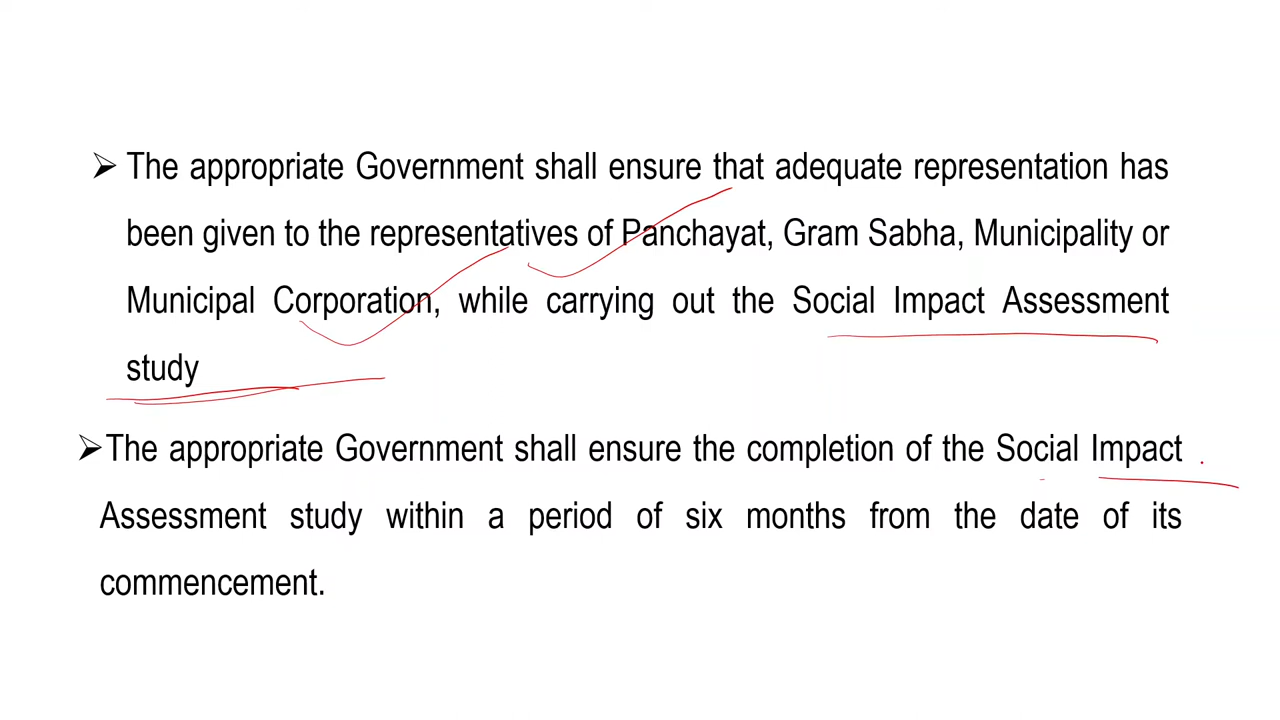 ➢ The appropriate Government shall ensure that adequate representation has
been given to the representatives of Panchayat, Gram Sabha, Municipality or
Municipal Corporation, while carrying out the Social Impact Assessment
study
➢The appropriate Government shall ensure the completion of the Social Impact
Assessment study within a period of six months from the date of its
commencement.